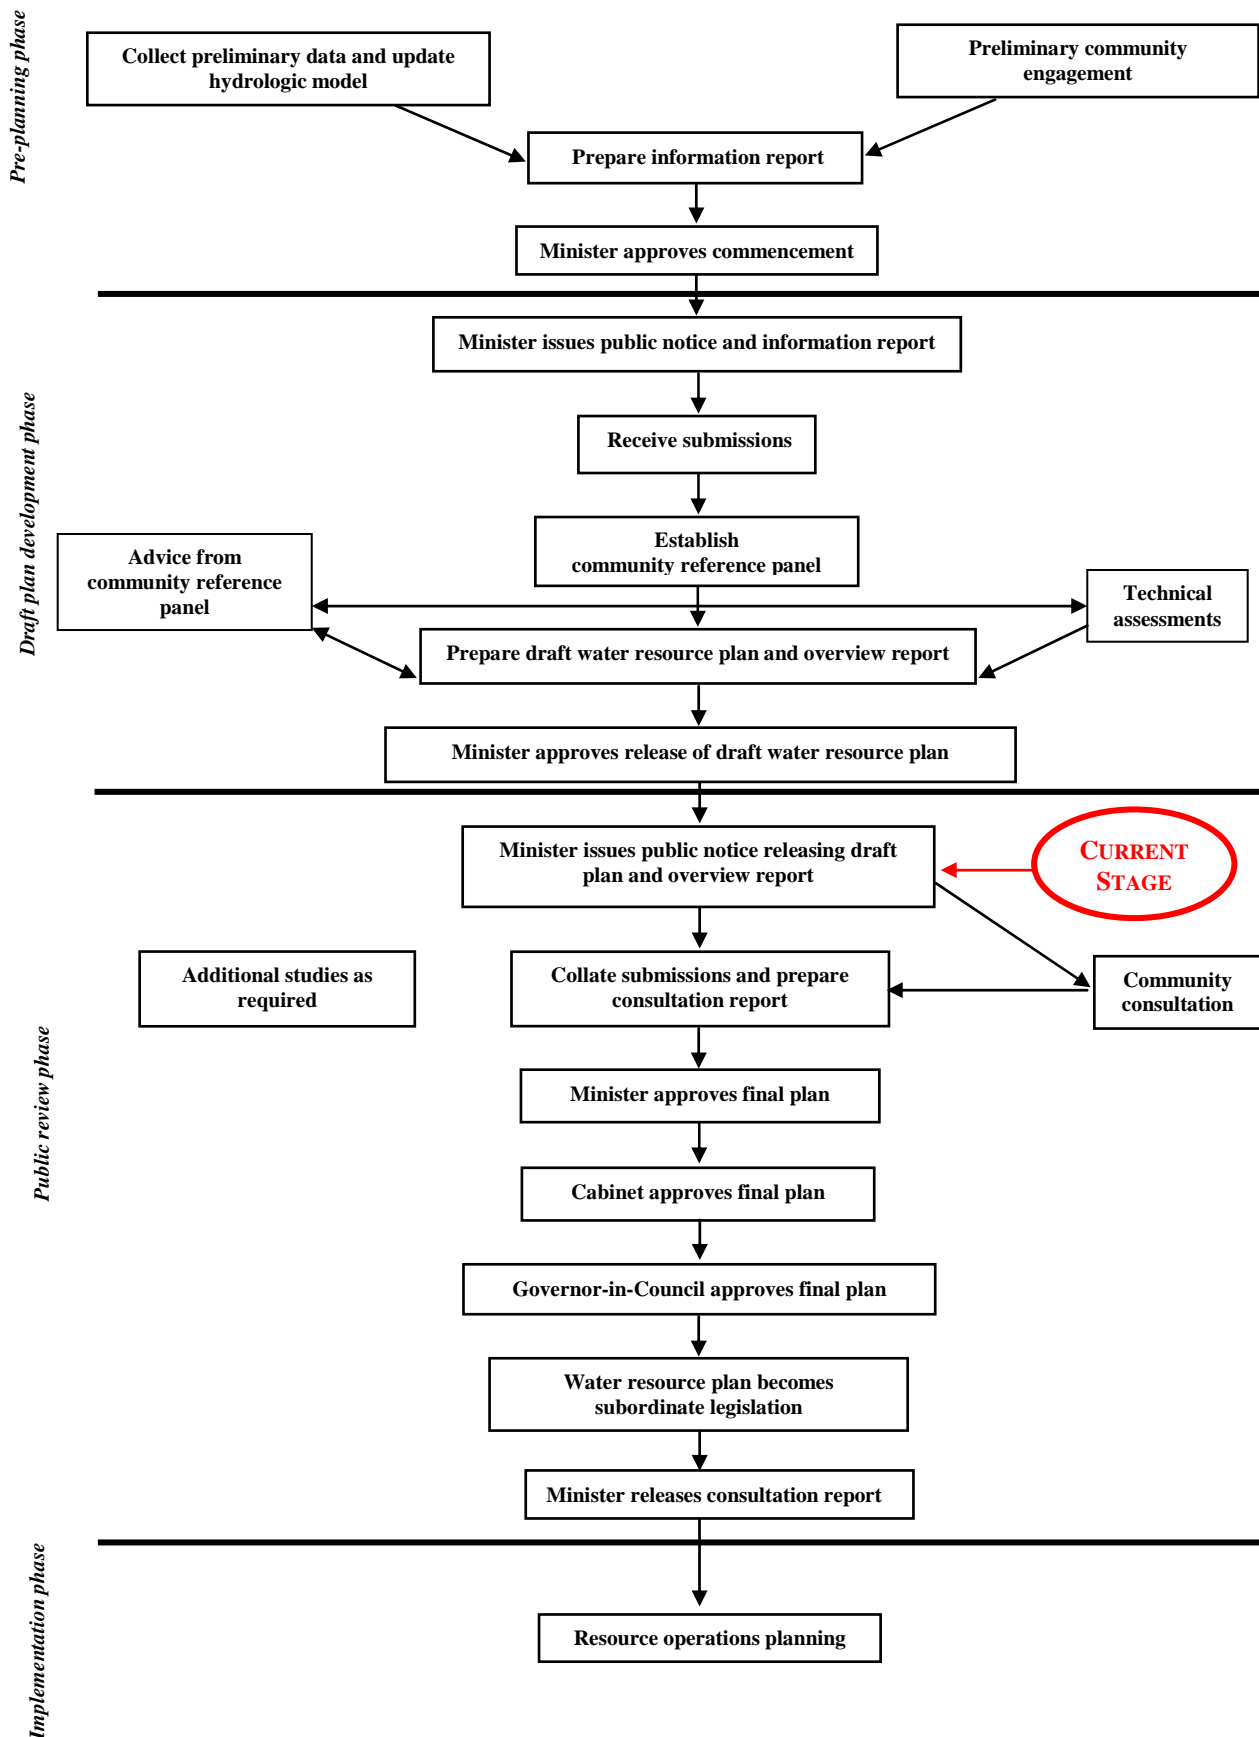 Pre-planning phase
Collect preliminary data and update
hydrologic model
Preliminary community
engagement
Prepare information report
Minister approves commencement
Draft plan development phase
Minister issues public notice and information report
Receive submissions
Establish
community reference panel
Advice from
community reference
panel
Technical
assessments
Prepare draft water resource plan and overview report
Minister approves release of draft water resource plan
Public review phase
Minister issues public notice releasing draft
plan and overview report
CURRENT
STAGE
Additional studies as
required
Collate submissions and prepare
consultation report
Community
consultation
Minister approves final plan
Cabinet approves final plan
Governor-in-Council approves final plan
Water resource plan becomes
subordinate legislation
Minister releases consultation report
Implementation phase
Resource operations planning